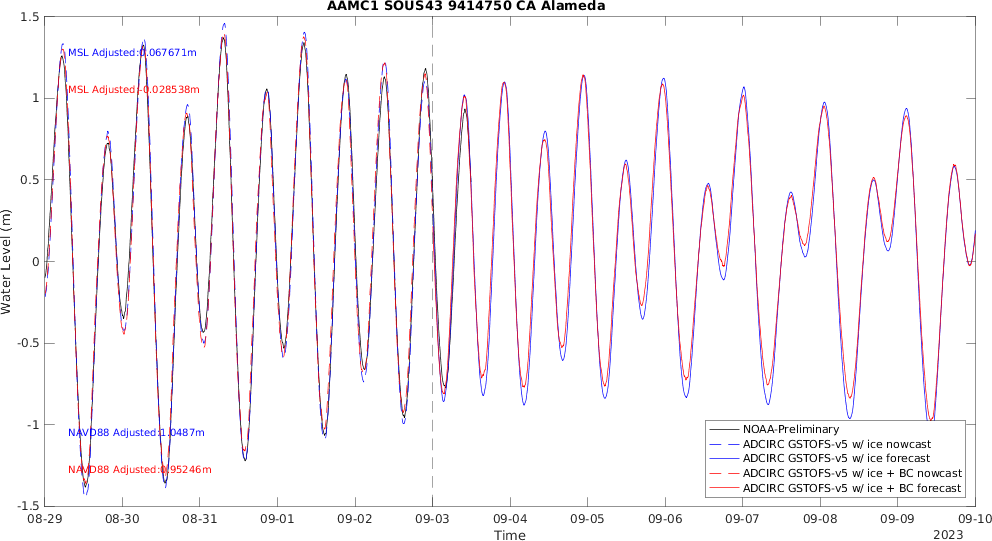 AAMC1 SOUS43 9414750 CA Alameda
1.5
MSL Adjusted:0.067671m
MSL Adjusted:-0.028538m
1
0.5
0
-0.5
-1
-1.5
Water Level (m)
NAVD88 Adjusted:1.0487m
NAVD88 Adjusted:0.95246m
NOAA-Preliminary
ADCIRC GSTOFS-v5 w/ ice nowcast
ADCIRC GSTOFS-v5 w/ ice forecast
ADCIRC GSTOFS-v5 w/ ice + BC nowcast
ADCIRC GSTOFS-v5 w/ ice + BC forecast
08-29 08-30 08-31 09-01 09-02 09-03 09-04 09-05 09-06 09-07 09-08 09-09 09-10
Time
2023